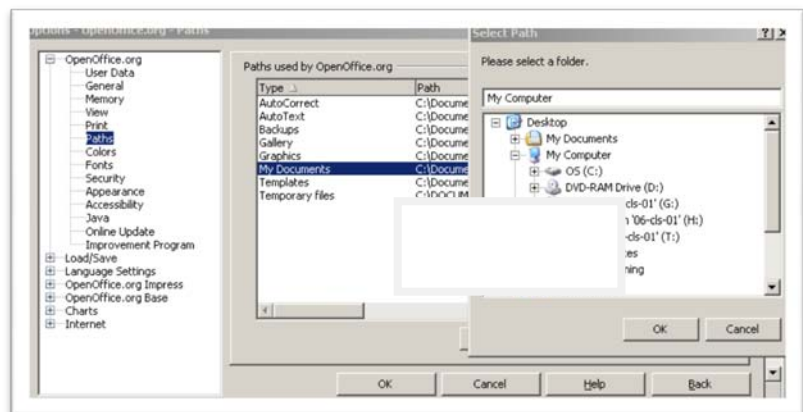 Options - OpenOffice.org - Paths
OpenOffice.org
User Data
General
Memory
View
Print
Paths
Colors
Fonts
Security
Appearance
Accessibility
Java
Online Update
Improvement Program
Load/Save
Language Settings
OpenOffice.org Impress
OpenOffice.org Base
Charts
Internet
Paths used by OpenOffice.org
Type Path
AutoCorrect C:\Docume
AutoText C:\Docume
Backups C:\Docume
Gallery C:\Docume
Graphics C:\Docume
My Documents C:\Docume
Templates C:\Docume
Temporary files C:\DOCUM
OK Cancel Help Back
Select Path
Please select a folder.
My Computer
Desktop
My Documents
My Computer
OS (C:)
DVD-RAM Drive (D:)
cls-01' (G:)
'06-cls-01' (H:)
-cls-01' (T:)
OK Cancel